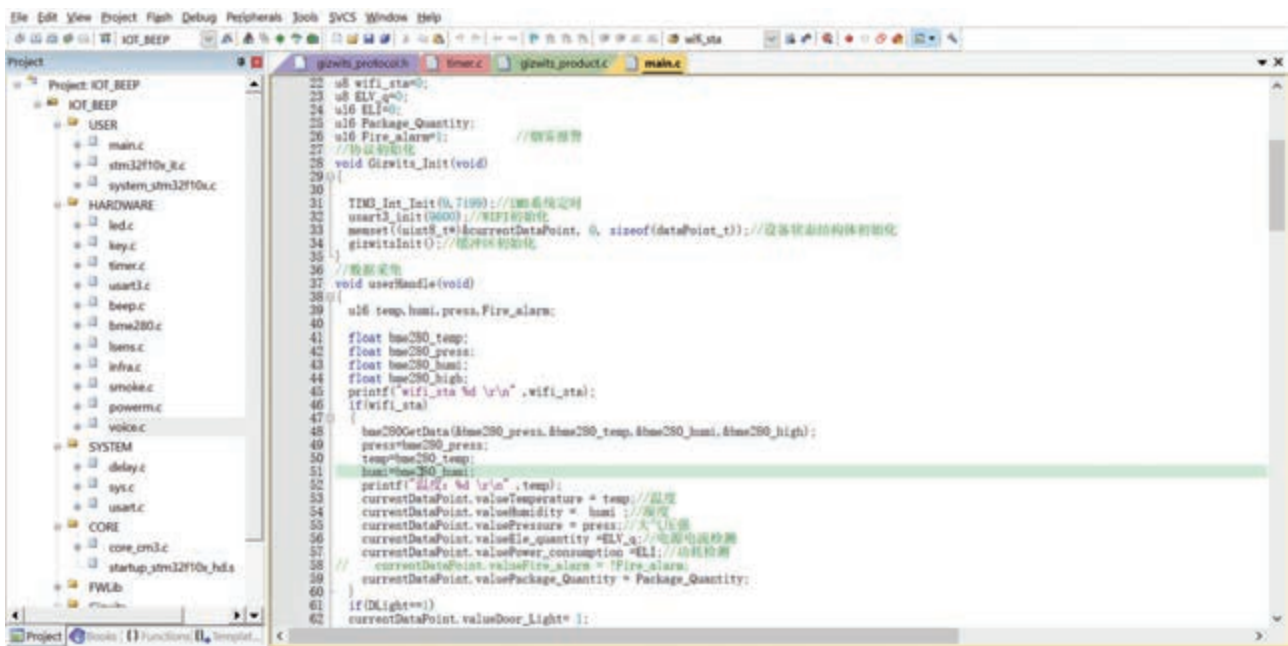 File Edit View Project Flash Debug Peripherals Tools SVCS Window Help
IOT_BEEP wifi_sta
Project
gizwits_protocol.h timer.c gizwits_product.c main.c
Project: IOT_BEEP
IOT_BEEP
USER
main.c
stm32f10x_it.c
system_stm32f10x.c
HARDWARE
led.c
key.c
timer.c
usart3.c
beep.c
bme280.c
lsens.c
infra.c
smoke.c
powerm.c
voice.c
SYSTEM
delay.c
sys.c
usart.c
CORE
core_cm3.c
startup_stm32f10x_hd.s
FWLib
Project Books {} Functions Templat...
22 u8 wifi_sta=0;
23 u8 ELV_q=0;
24 u16 ELI=0;
25 u16 Package_Quantity;
26 u16 Fire_alarm=1; //烟雾报警
27 //协议初始化
28 void Gizwits_Init(void)
29 {
30
31 TIM3_Int_Init(9,7199);//1MS系统定时
32 usart3_init(9600);//WIFI初始化
33 memset((uint8_t*)&currentDataPoint, 0, sizeof(dataPoint_t));//设备状态结构体初始化
34 gizwitsInit();//缓冲区初始化
35 }
36 //数据采集
37 void userHandle(void)
38 {
39 u16 temp,humi,press,Fire_alarm;
40
41 float bme280_temp;
42 float bme280_press;
43 float bme280_humi;
44 float bme280_high;
45 printf("wifi_sta %d \r\n" ,wifi_sta);
46 if(wifi_sta)
47 {
48 bme280GetData(&bme280_press,&bme280_temp,&bme280_humi,&bme280_high);
49 press=bme280_press;
50 temp=bme280_temp;
51 humi=bme280_humi;
52 printf("温度: %d \r\n" ,temp);
53 currentDataPoint.valueTemperature = temp;//温度
54 currentDataPoint.valueHumidity = humi ;//湿度
55 currentDataPoint.valuePressure = press;//大气压强
56 currentDataPoint.valueEle_quantity =ELV_q;//电源电流检测
57 currentDataPoint.valuePower_consumption =ELI;//功耗检测
58 // currentDataPoint.valueFire_alarm = !Fire_alarm;
59 currentDataPoint.valuePackage_Quantity = Package_Quantity;
60 }
61 if(DLight==1)
62 currentDataPoint.valueDoor_Light= 1;